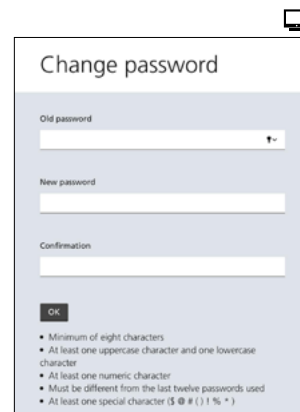 Change password
Old password
New password
Confirmation
OK
• Minimum of eight characters
• At least one uppercase character and one lowercase
character
• At least one numeric character
• Must be different from the last twelve passwords used
• At least one special character ($ @ # ( ) ! % * )